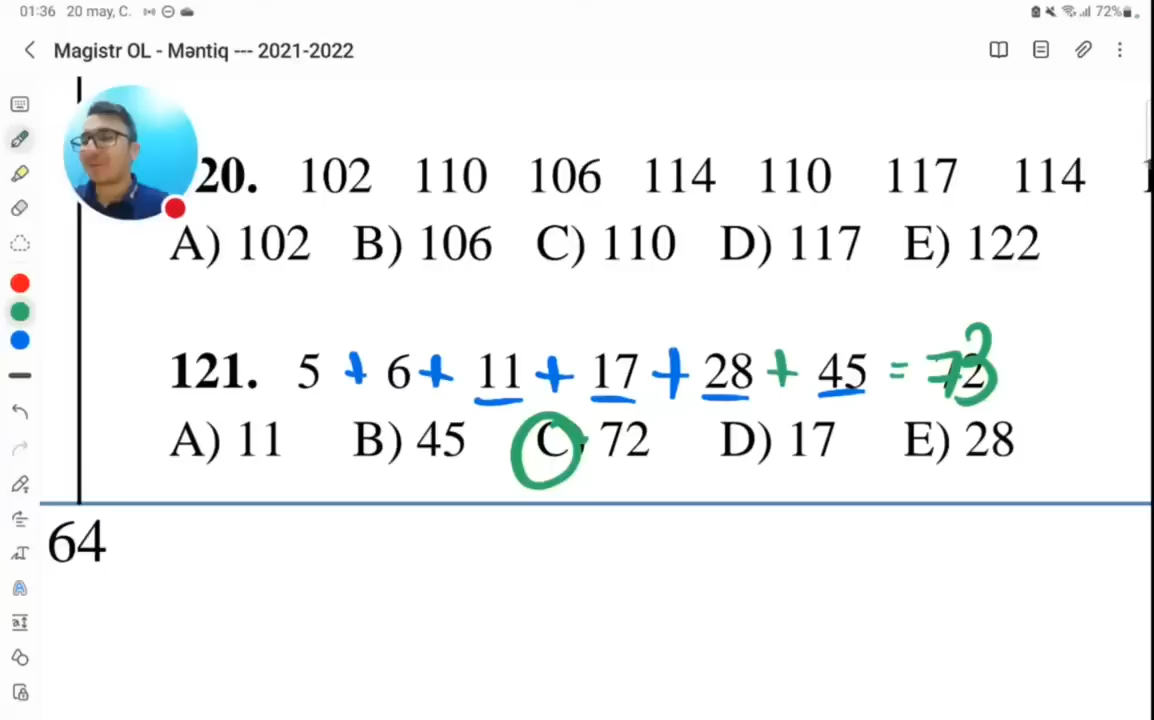 01:36 20 may, C. 72%
Magistr OL - Məntiq --- 2021-2022
20. 102 110 106 114 110 117 114
A) 102 B) 106 C) 110 D) 117 E) 122
121. 5 + 6 + 11 + 17 + 28 + 45 = 73
A) 11 B) 45 C) 72 D) 17 E) 28
64